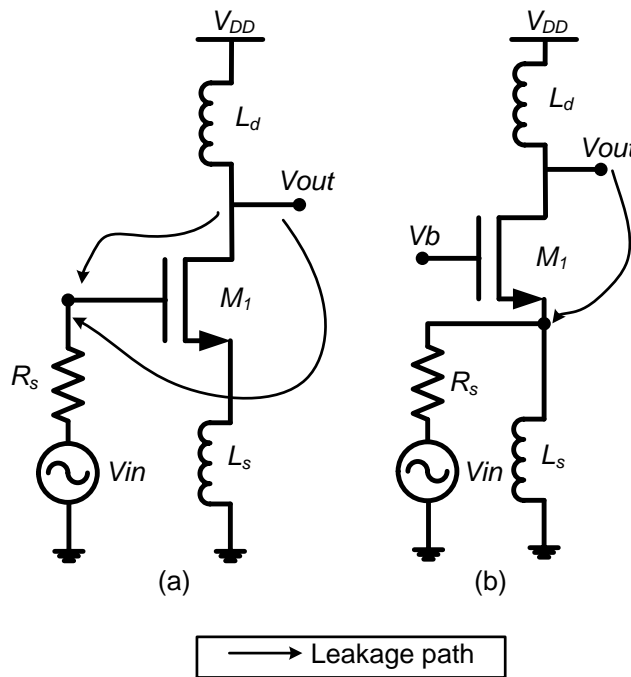 VDD
Ld
Vout
M1
Rs
Vin
Ls
(a)
VDD
Ld
Vout
Vb
M1
Rs
Vin
Ls
(b)
Leakage path